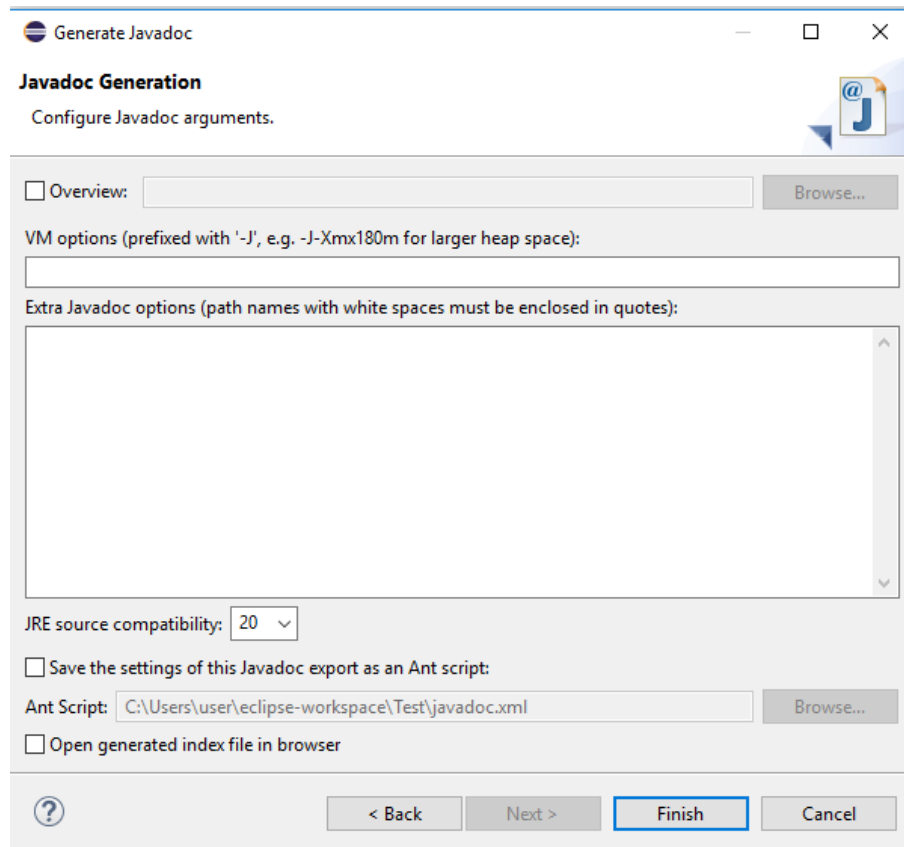 Generate Javadoc
Javadoc Generation
Configure Javadoc arguments.
@J
Overview: Browse...
VM options (prefixed with '-J', e.g. -J-Xmx180m for larger heap space):
Extra Javadoc options (path names with white spaces must be enclosed in quotes):
JRE source compatibility: 20
Save the settings of this Javadoc export as an Ant script:
Ant Script: C:\Users\user\eclipse-workspace\Test\javadoc.xml Browse...
Open generated index file in browser
? < Back Next > Finish Cancel